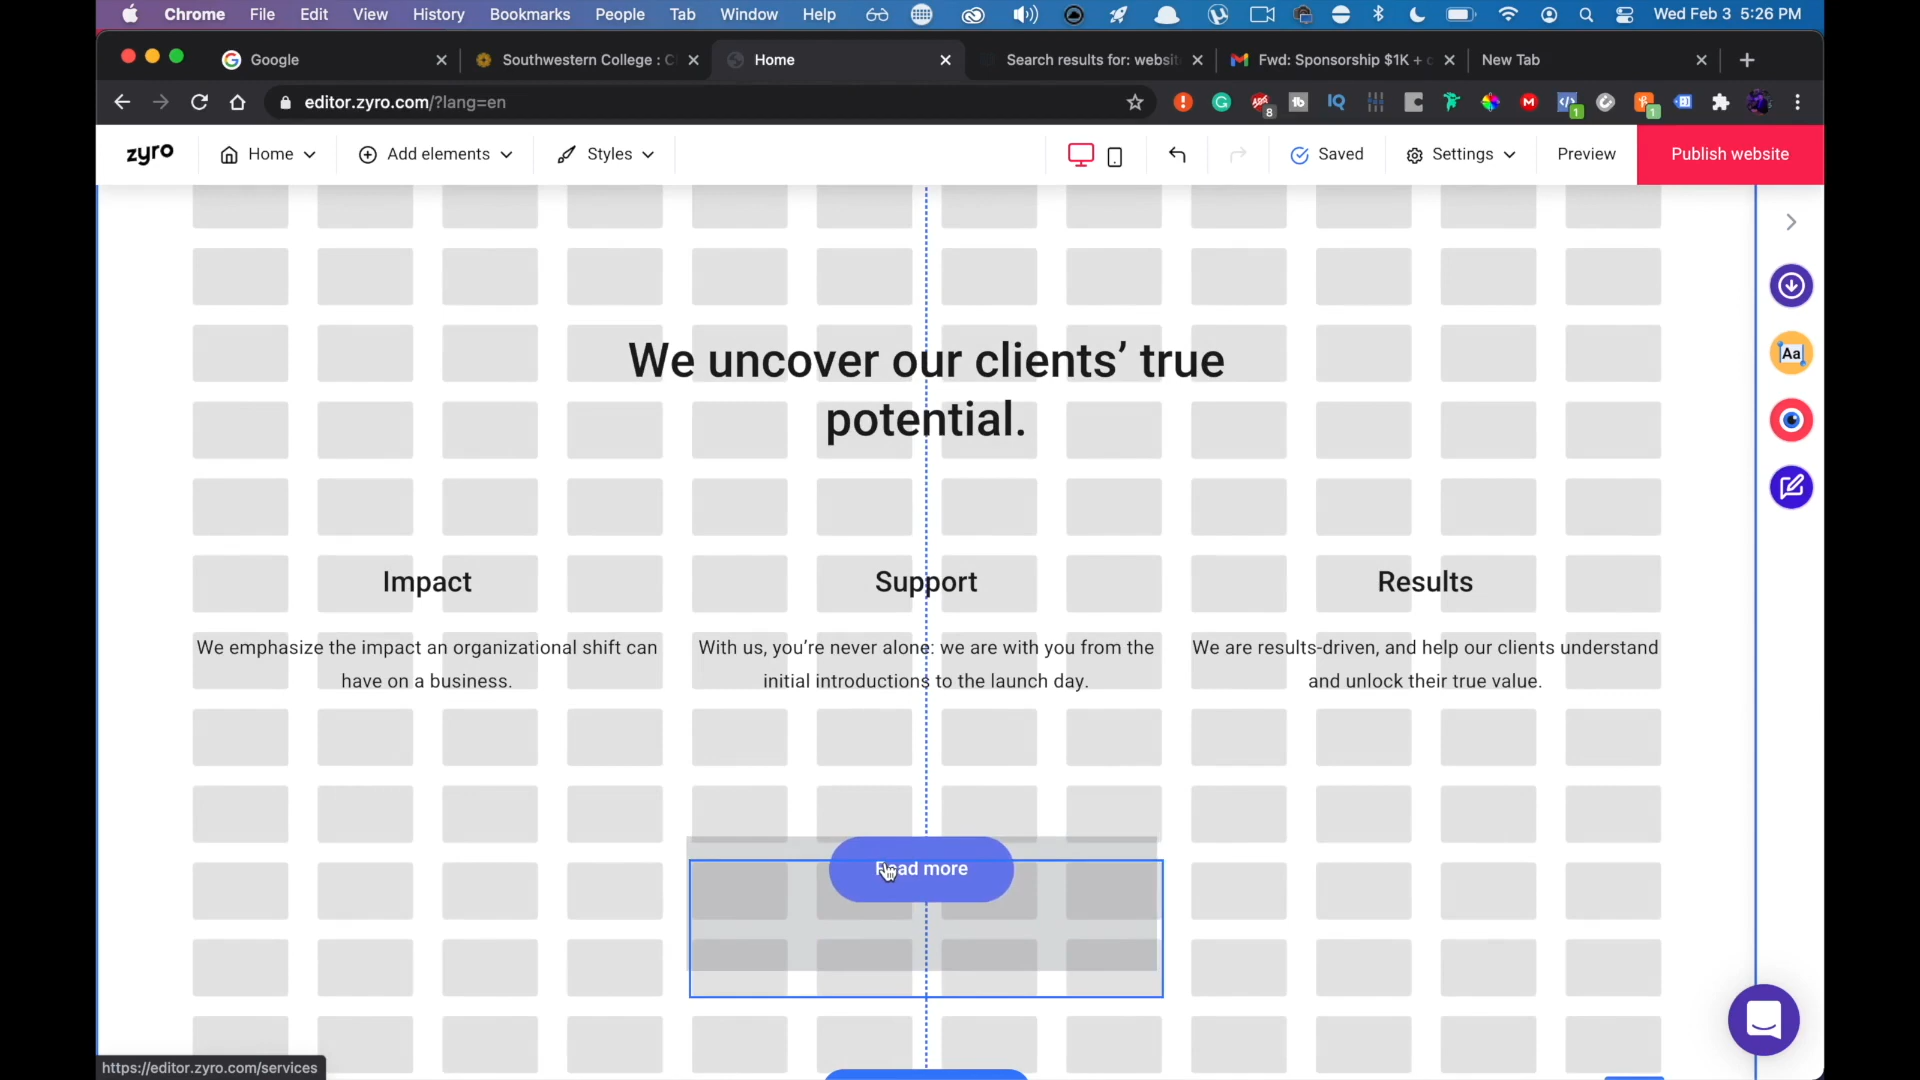 Chrome File Edit View History Bookmarks People Tab Window Help Wed Feb 3 5:26 PM
Google Southwestern College : C Home Search results for: websit Fwd: Sponsorship $1K + New Tab
editor.zyro.com/?lang=en
zyro Home Add elements Styles Saved Settings Preview Publish website
We uncover our clients’ true
potential.
Aa
Impact Support Results
We emphasize the impact an organizational shift can
have on a business.
With us, you’re never alone: we are with you from the
initial introductions to the launch day.
We are results-driven, and help our clients understand
and unlock their true value.
Read more
https://editor.zyro.com/services